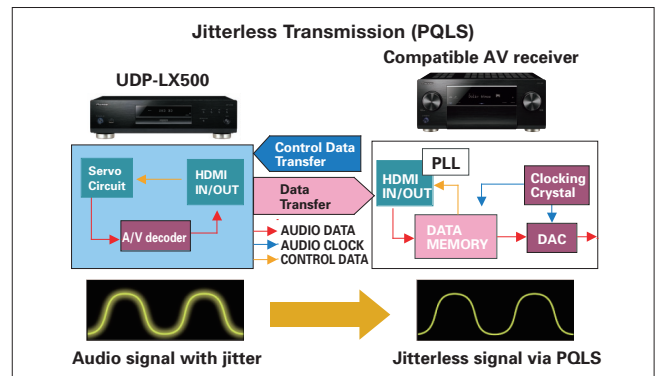 Jitterless Transmission (PQLS)
Compatible AV receiver
UDP-LX500
Servo
Circuit
HDMI
IN/OUT
A/V decoder
Control Data
Transfer
Data
Transfer
AUDIO DATA
AUDIO CLOCK
CONTROL DATA
HDMI
IN/OUT
PLL
DATA
MEMORY
Clocking
Crystal
DAC
Audio signal with jitter
Jitterless signal via PQLS